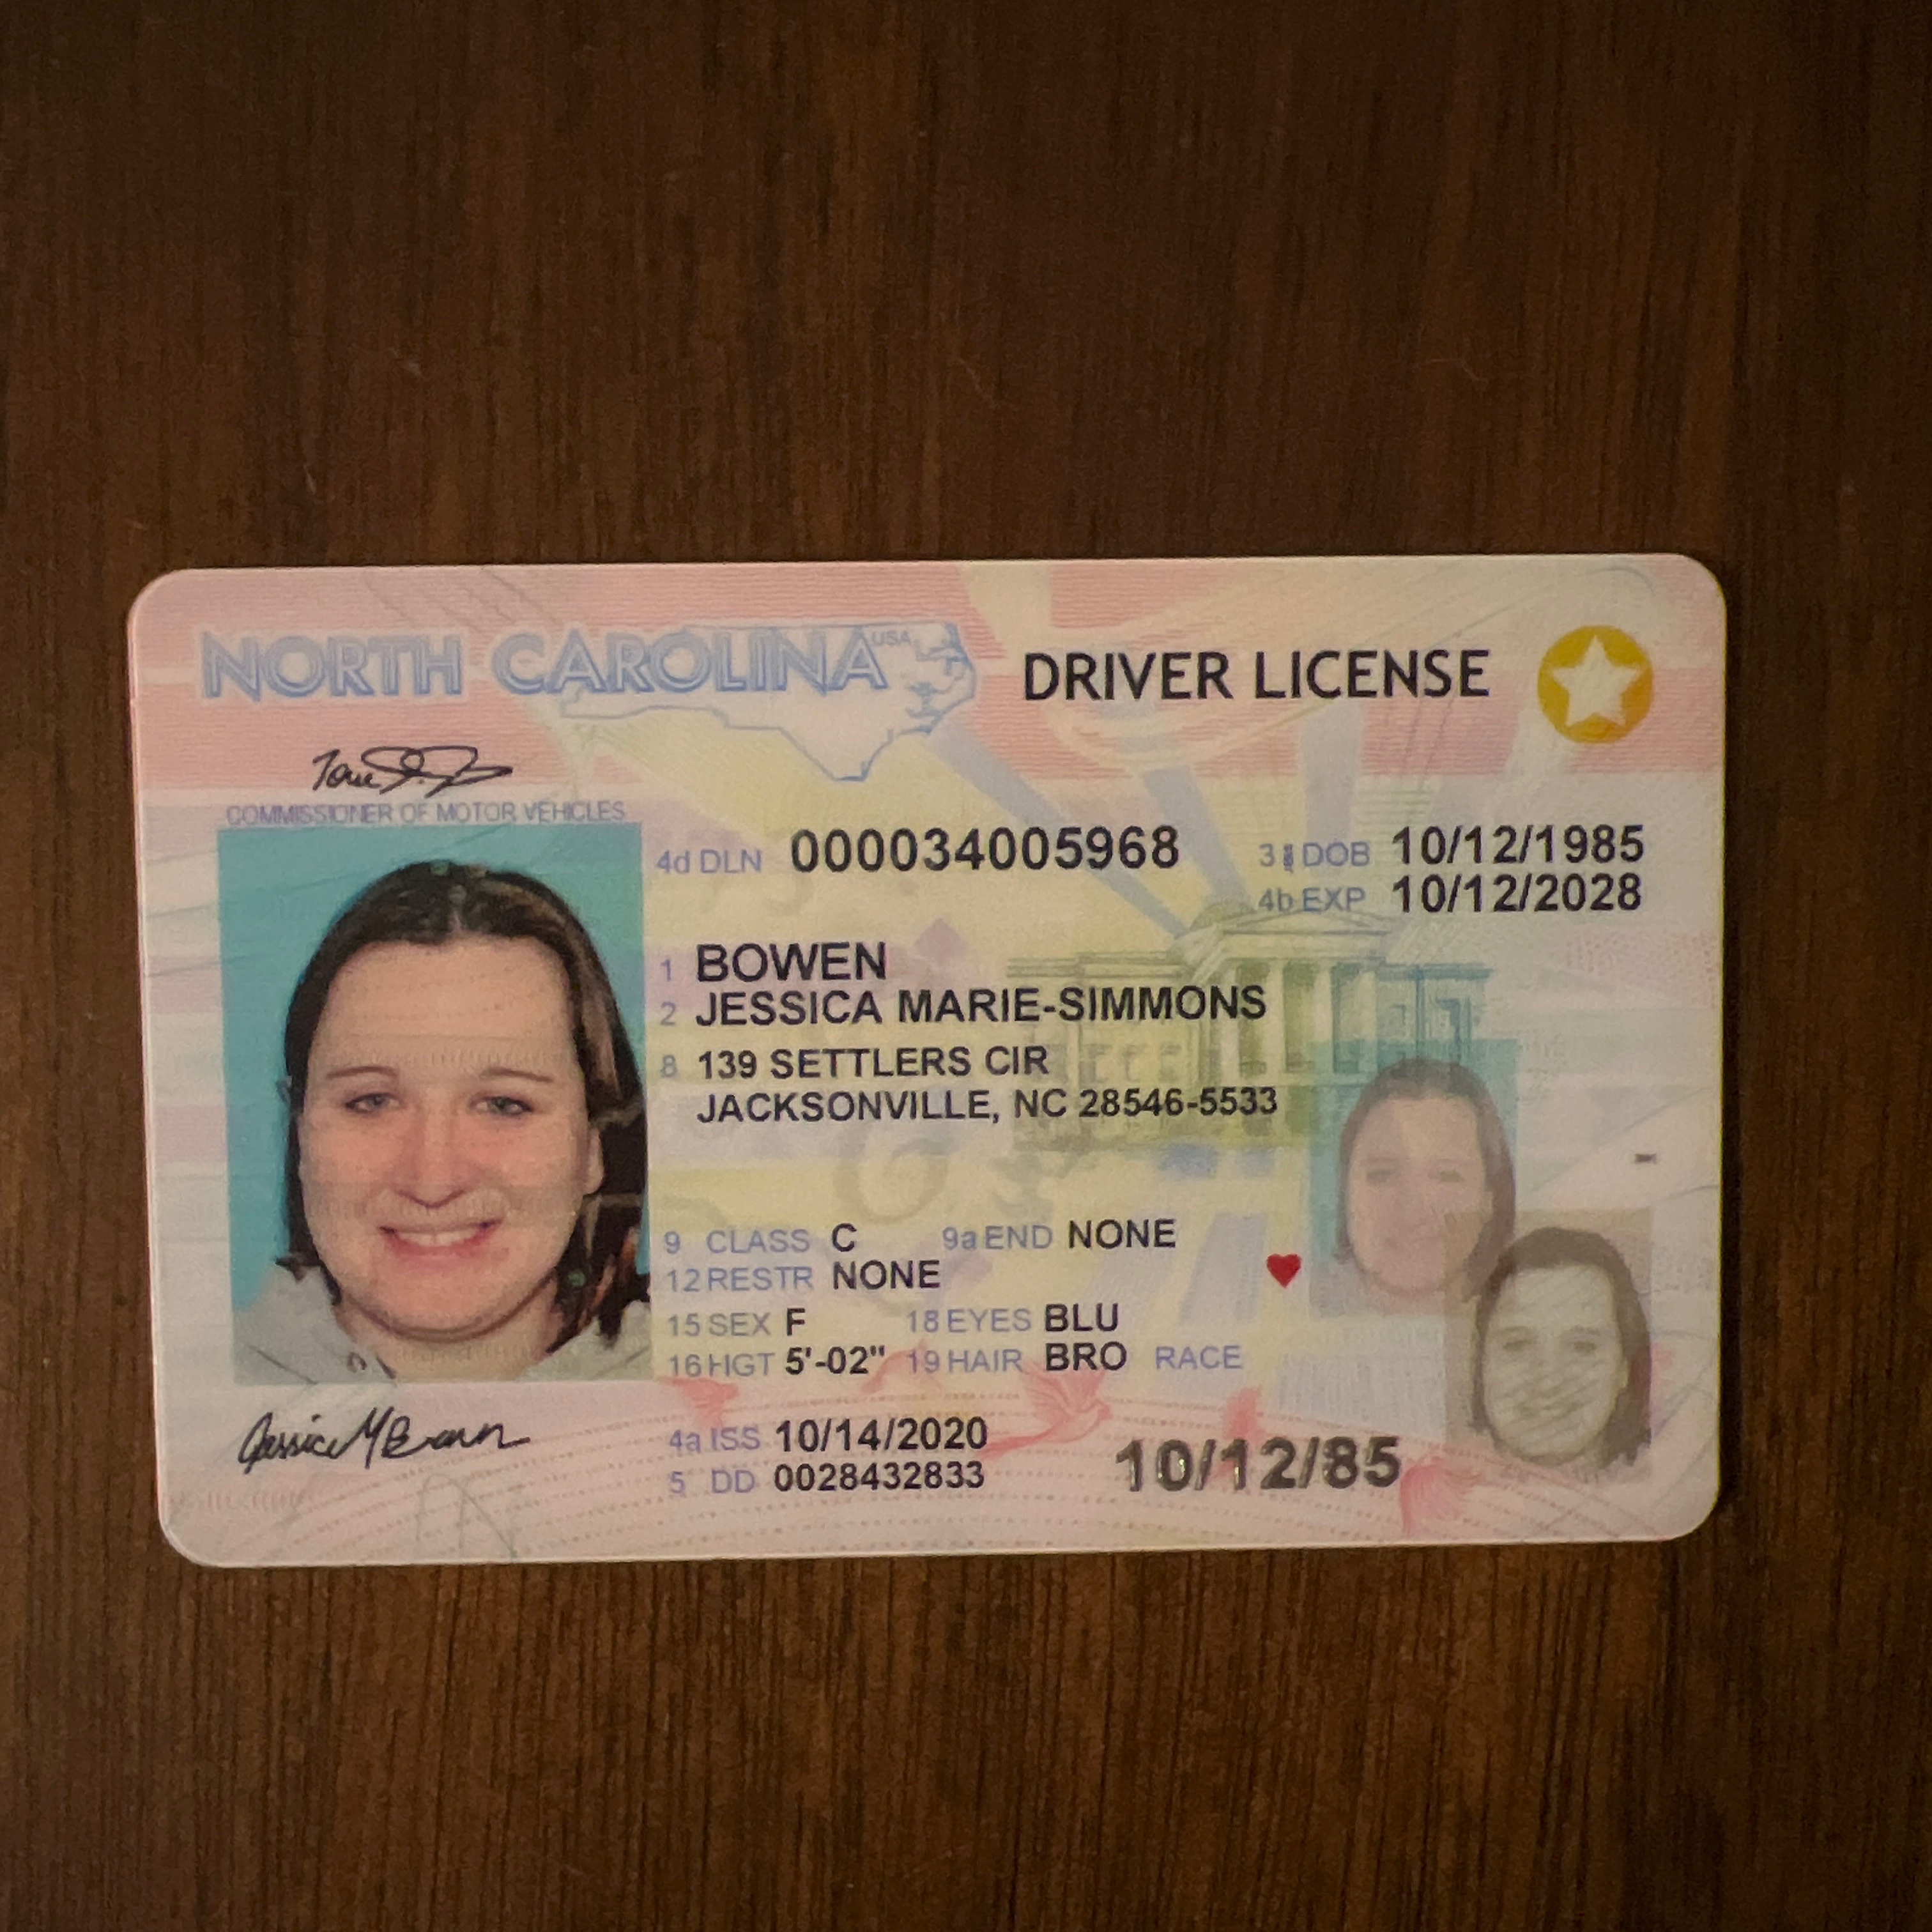 NORTH CAROLINA USA
DRIVER LICENSE
COMMISSIONER OF MOTOR VEHICLES
4d DLN 000034005968
3 DOB 10/12/1985
4b EXP 10/12/2028
1 BOWEN
2 JESSICA MARIE-SIMMONS
8 139 SETTLERS CIR
JACKSONVILLE, NC 28546-5533
9 CLASS C 9a END NONE
12 RESTR NONE
15 SEX F 18 EYES BLU
16 HGT 5'-02" 19 HAIR BRO RACE
4a ISS 10/14/2020
5 DD 0028432833
10/12/85
Jessica M Bowen